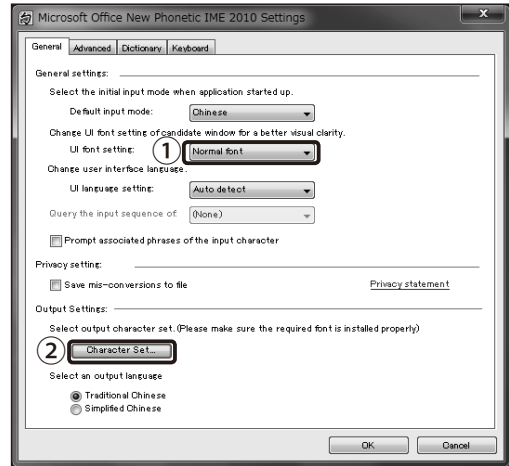 Microsoft Office New Phonetic IME 2010 Settings
x
General Advanced Dictionary Keyboard
General settings:
Select the initial input mode when application started up.
Default input mode: Chinese
Change UI font setting of candidate window for a better visual clarity.
UI font setting: ① Normal font
Change user interface language.
UI language setting: Auto detect
Query the input sequence of: (None)
Prompt associated phrases of the input character
Privacy setting:
Save mis-conversions to file Privacy statement
Output Settings:
Select output character set.(Please make sure the required font is installed properly)
② Character Set...
Select an output language
Traditional Chinese
Simplified Chinese
OK Cancel